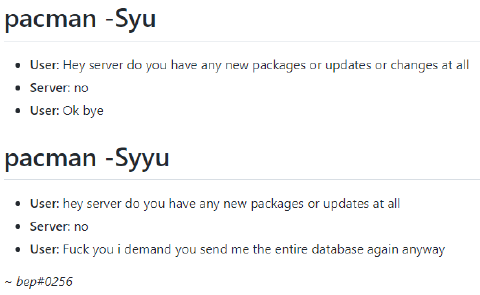 pacman -Syu
User: Hey server do you have any new packages or updates or changes at all
Server: no
User: Ok bye
pacman -Syyu
User: hey server do you have any new packages or updates at all
Server: no
User: Fuck you i demand you send me the entire database again anyway
~ bep#0256